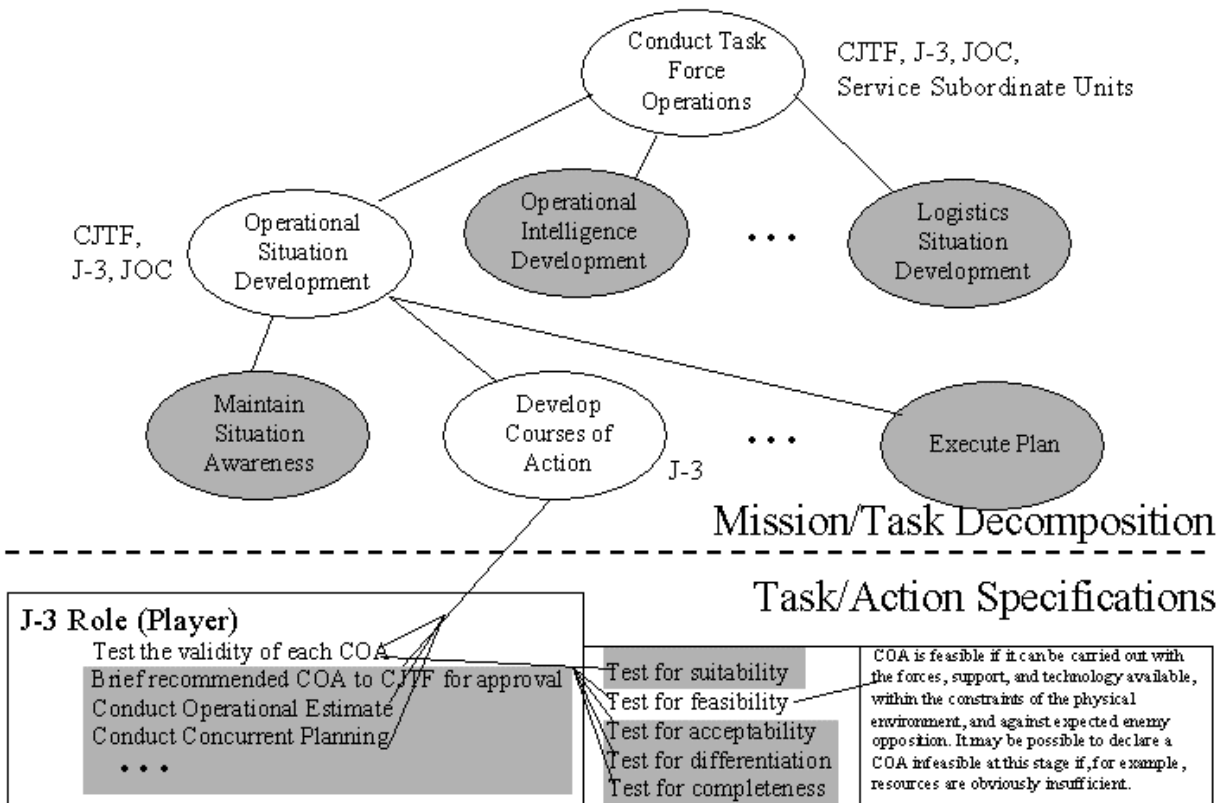 Conduct Task
Force
Operations
CJTF, J-3, JOC,
Service Subordinate Units
CJTF,
J-3, JOC
Operational
Situation
Development
Operational
Intelligence
Development
• • •
Logistics
Situation
Development
Maintain
Situation
Awareness
Develop
Courses of
Action
J-3
• • •
Execute Plan
Mission/Task Decomposition
Task/Action Specifications
J-3 Role (Player)
Test the validity of each COA
Brief recommended COA to CJTF for approval
Conduct Operational Estimate
Conduct Concurrent Planning
• • •
Test for suitability
Test for feasibility
Test for acceptability
Test for differentiation
Test for completeness
COA is feasible if it can be carried out with
the forces, support, and technology available,
within the constraints of the physical
environment, and against expected enemy
opposition. It may be possible to declare a
COA infeasible at this stage if, for example,
resources are obviously insufficient.